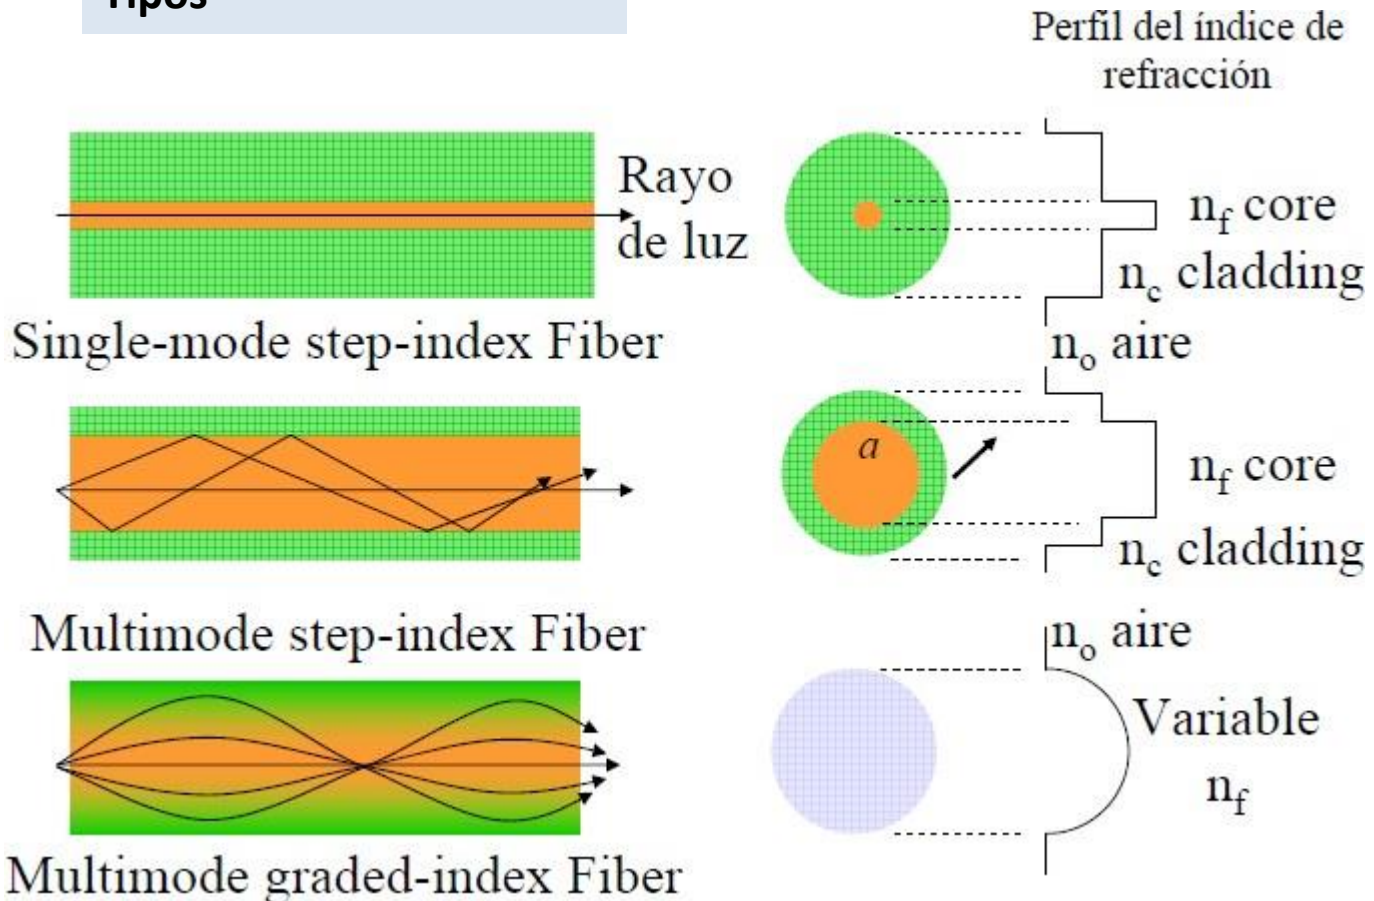 Tipos
Perfil del índice de
refracción
Rayo
de luz
n_f core
n_c cladding
Single-mode step-index Fiber
n_o aire
a
n_f core
n_c cladding
Multimode step-index Fiber
n_o aire
Variable
n_f
Multimode graded-index Fiber